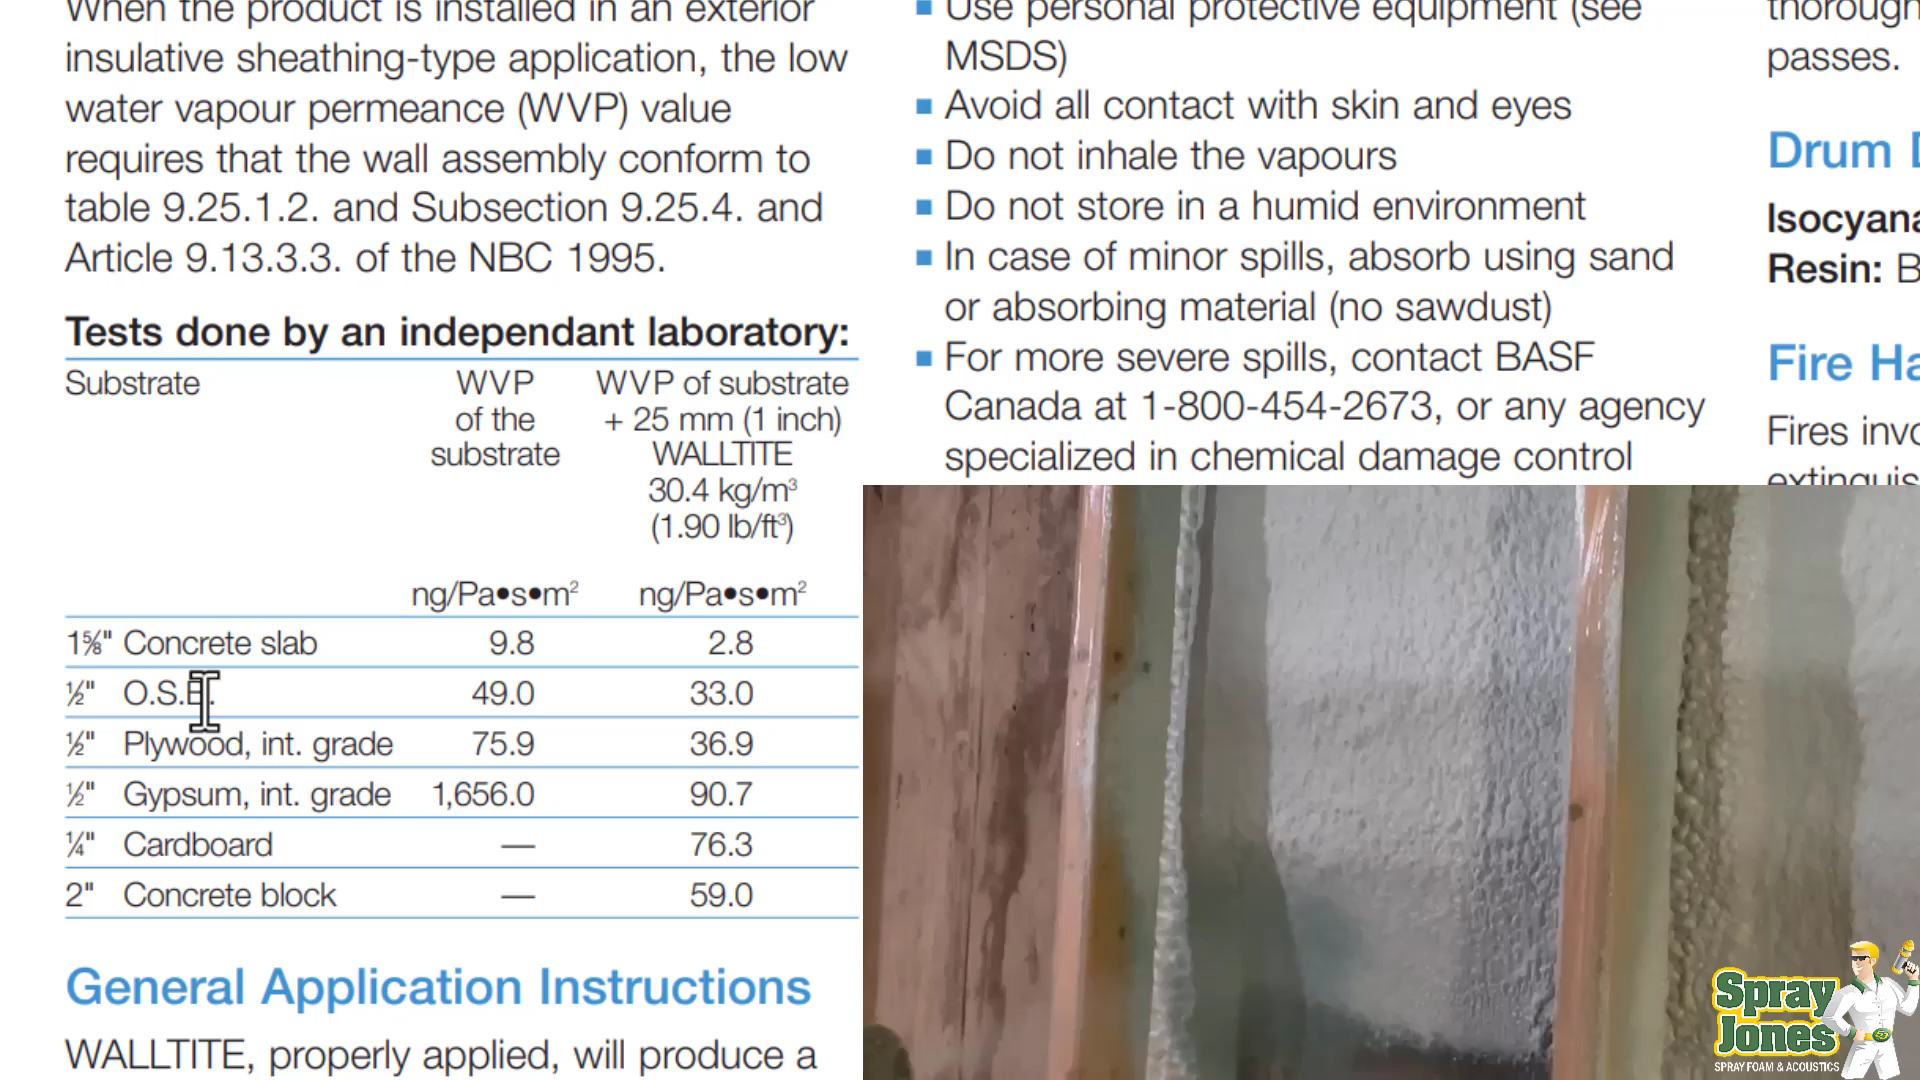 When the product is installed in an exterior
insulative sheathing-type application, the low
water vapour permeance (WVP) value
requires that the wall assembly conform to
table 9.25.1.2. and Subsection 9.25.4. and
Article 9.13.3.3. of the NBC 1995.
Tests done by an independant laboratory:
Substrate WVP of the substrate WVP of substrate + 25 mm (1 inch) WALLTITE 30.4 kg/m³ (1.90 lb/ft³)
ng/Pa•s•m² ng/Pa•s•m²
1⅝" Concrete slab 9.8 2.8
½" O.S.B. 49.0 33.0
½" Plywood, int. grade 75.9 36.9
½" Gypsum, int. grade 1,656.0 90.7
¼" Cardboard — 76.3
2" Concrete block — 59.0
General Application Instructions
WALLTITE, properly applied, will produce a
Use personal protective equipment (see
MSDS)
Avoid all contact with skin and eyes
Do not inhale the vapours
Do not store in a humid environment
In case of minor spills, absorb using sand
or absorbing material (no sawdust)
For more severe spills, contact BASF
Canada at 1-800-454-2673, or any agency
specialized in chemical damage control
passes.
Drum
Resin: B
Fires
Spray
Jones
SPRAY FOAM & ACOUSTICS